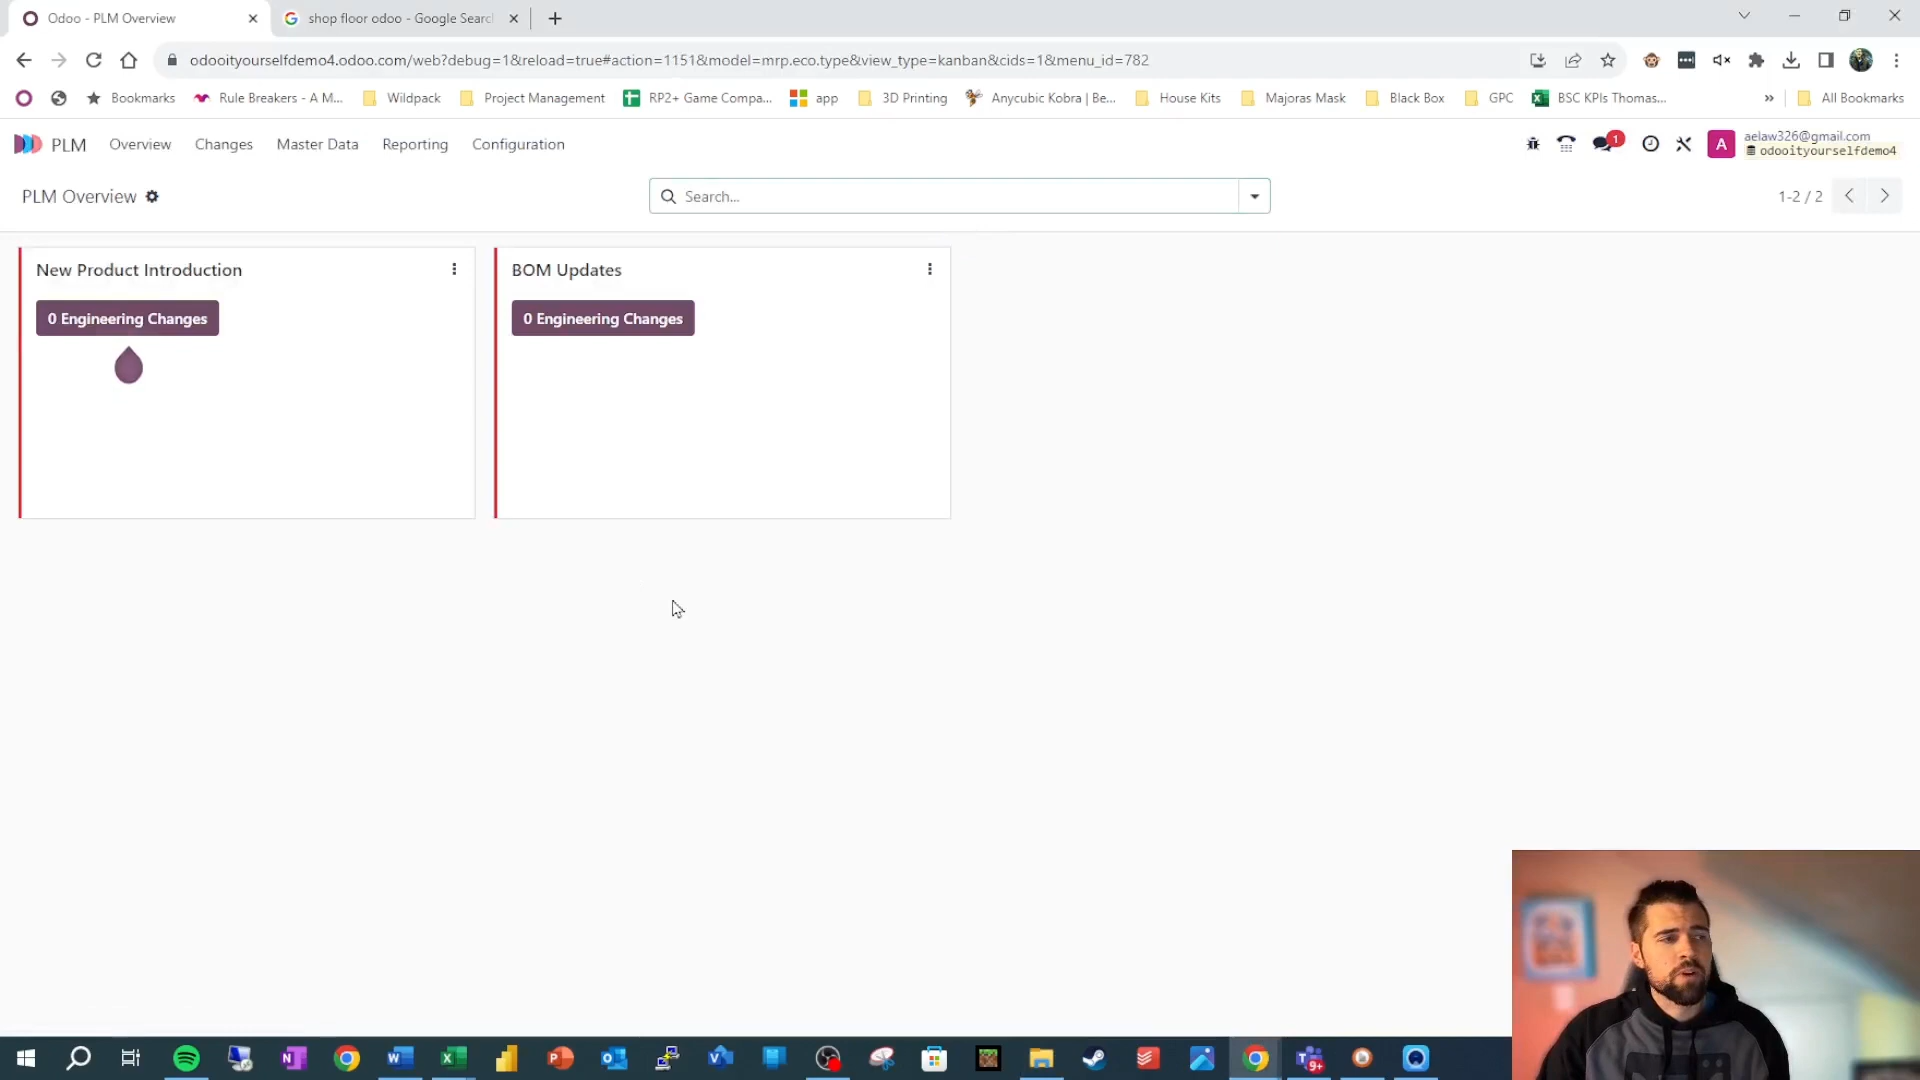 Odoo - PLM Overview
shop floor odoo - Google Searc
odooityourselfdemo4.odoo.com/web?debug=1&reload=true#action=1151&model=mrp.eco.type&view_type=kanban&cids=1&menu_id=782
Bookmarks
Rule Breakers - A M...
Wildpack
Project Management
RP2+ Game Compa...
app
3D Printing
Anycubic Kobra | Be...
House Kits
Majoras Mask
Black Box
GPC
BSC KPIs Thomas...
»
All Bookmarks
PLM
Overview
Changes
Master Data
Reporting
Configuration
1
A
aelaw326@gmail.com
odooityourselfdemo4
PLM Overview
Search...
1-2 / 2
New Product Introduction
0 Engineering Changes
BOM Updates
0 Engineering Changes
9+